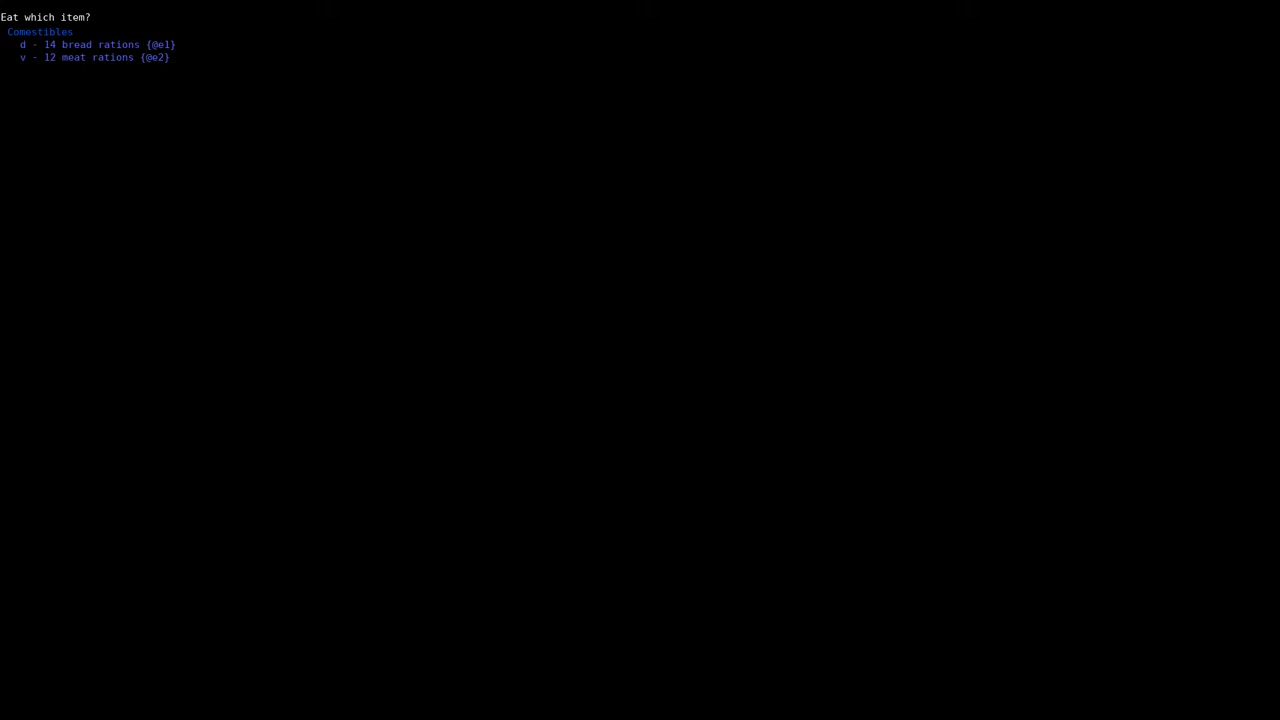 Eat which item?
Comestibles
d - 14 bread rations {@e1}
v - 12 meat rations {@e2}